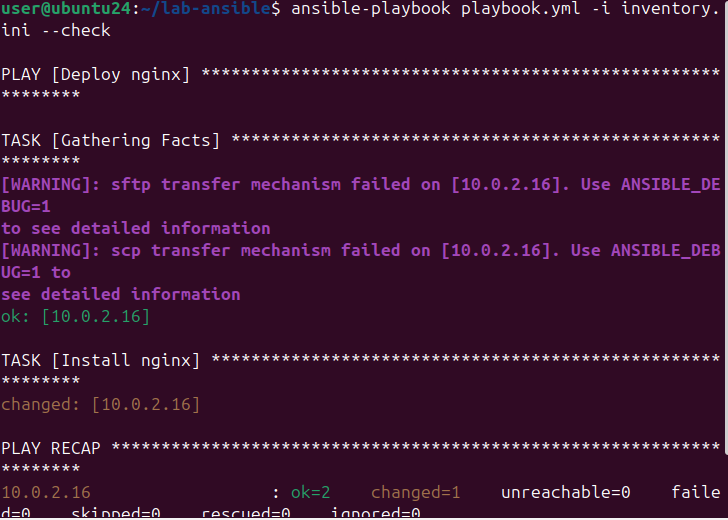 user@ubuntu24:~/lab-ansible$ ansible-playbook playbook.yml -i inventory.
ini --check
PLAY [Deploy nginx] ****************************************************
********
TASK [Gathering Facts] *************************************************
********
[WARNING]: sftp transfer mechanism failed on [10.0.2.16]. Use ANSIBLE_DE
BUG=1
to see detailed information
[WARNING]: scp transfer mechanism failed on [10.0.2.16]. Use ANSIBLE_DEB
UG=1 to
see detailed information
ok: [10.0.2.16]
TASK [Install nginx] ***************************************************
********
changed: [10.0.2.16]
PLAY RECAP *************************************************************
********
10.0.2.16                  : ok=2    changed=1    unreachable=0    faile
d=0    skipped=0    rescued=0    ignored=0